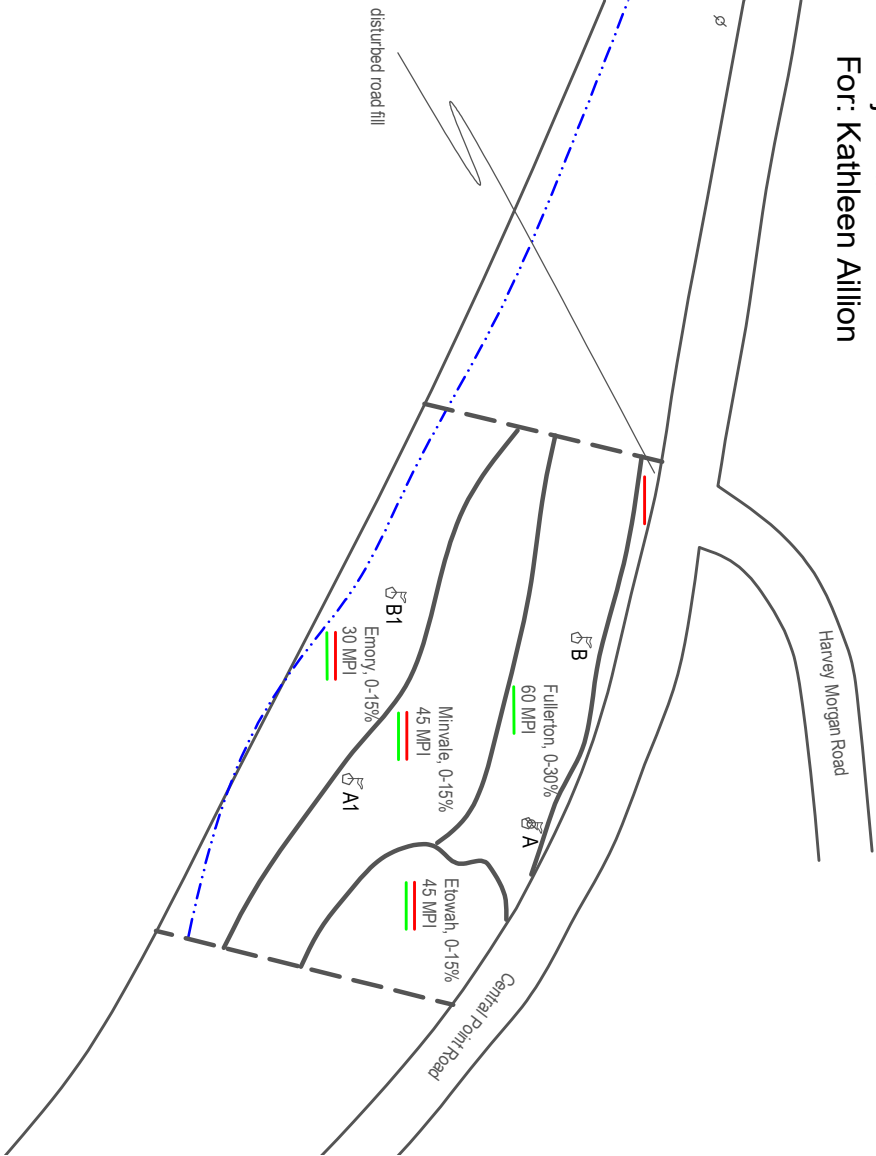 For: Kathleen Aillion
disturbed road fill
Harvey Morgan Road
B
Fullerton, 0-30%
60 MPI
A
B1
Emory, 0-15%
30 MPI
Minvale, 0-15%
45 MPI
A1
Etowah, 0-15%
45 MPI
Central Point Road